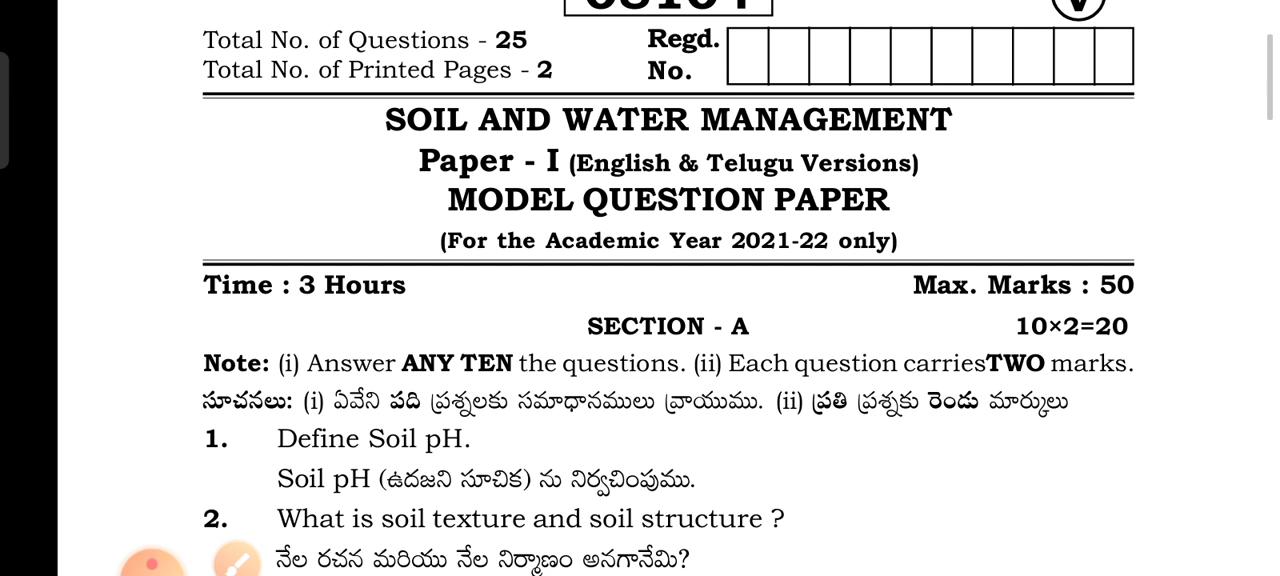 Total No. of Questions - 25
Regd.
Total No. of Printed Pages - 2
No.
SOIL AND WATER MANAGEMENT
Paper - I (English & Telugu Versions)
MODEL QUESTION PAPER
(For the Academic Year 2021-22 only)
Time : 3 Hours Max. Marks : 50
SECTION - A 10×2=20
Note: (i) Answer ANY TEN the questions. (ii) Each question carriesTWO marks.
సూచనలు: (i) ఏవేని పది ప్రశ్నలకు సమాధానములు వ్రాయుము. (ii) ప్రతి ప్రశ్నకు రెండు మార్కులు
1. Define Soil pH.
Soil pH (ఉదజని సూచిక) ను నిర్వచింపుము.
2. What is soil texture and soil structure ?
నేల రచన మరియు నేల నిర్మాణం అనగానేమి?